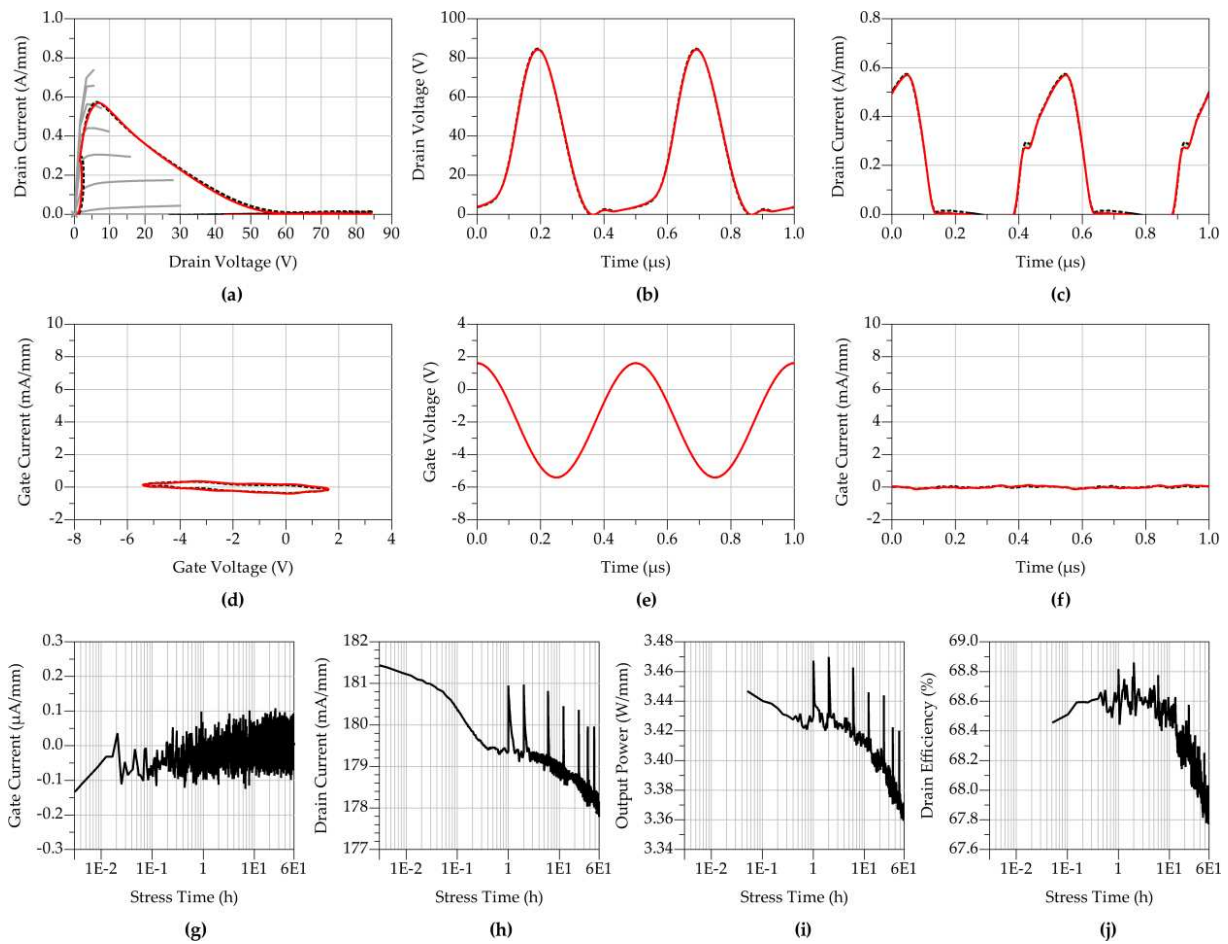 1.0
0.8
0.6
0.4
0.2
0.0
Drain Current (A/mm)
0 10 20 30 40 50 60 70 80 90
Drain Voltage (V)
(a)
100
80
60
40
20
0
Drain Voltage (V)
0.0 0.2 0.4 0.6 0.8 1.0
Time (µs)
(b)
0.8
0.6
0.4
0.2
0.0
Drain Current (A/mm)
0.0 0.2 0.4 0.6 0.8 1.0
Time (µs)
(c)
10
8
6
4
2
0
-2
Gate Current (mA/mm)
-8 -6 -4 -2 0 2 4
Gate Voltage (V)
(d)
4
2
0
-2
-4
-6
-8
Gate Voltage (V)
0.0 0.2 0.4 0.6 0.8 1.0
Time (µs)
(e)
10
8
6
4
2
0
-2
Gate Current (mA/mm)
0.0 0.2 0.4 0.6 0.8 1.0
Time (µs)
(f)
0.3
0.2
0.1
0.0
-0.1
-0.2
-0.3
Gate Current (µA/mm)
1E-2 1E-1 1 1E1 6E1
Stress Time (h)
(g)
182
181
180
179
178
177
Drain Current (mA/mm)
1E-2 1E-1 1 1E1 6E1
Stress Time (h)
(h)
3.48
3.46
3.44
3.42
3.40
3.38
3.36
3.34
Output Power (W/mm)
1E-2 1E-1 1 1E1 6E1
Stress Time (h)
(i)
69.0
68.8
68.6
68.4
68.2
68.0
67.8
67.6
Drain Efficiency (%)
1E-2 1E-1 1 1E1 6E1
Stress Time (h)
(j)